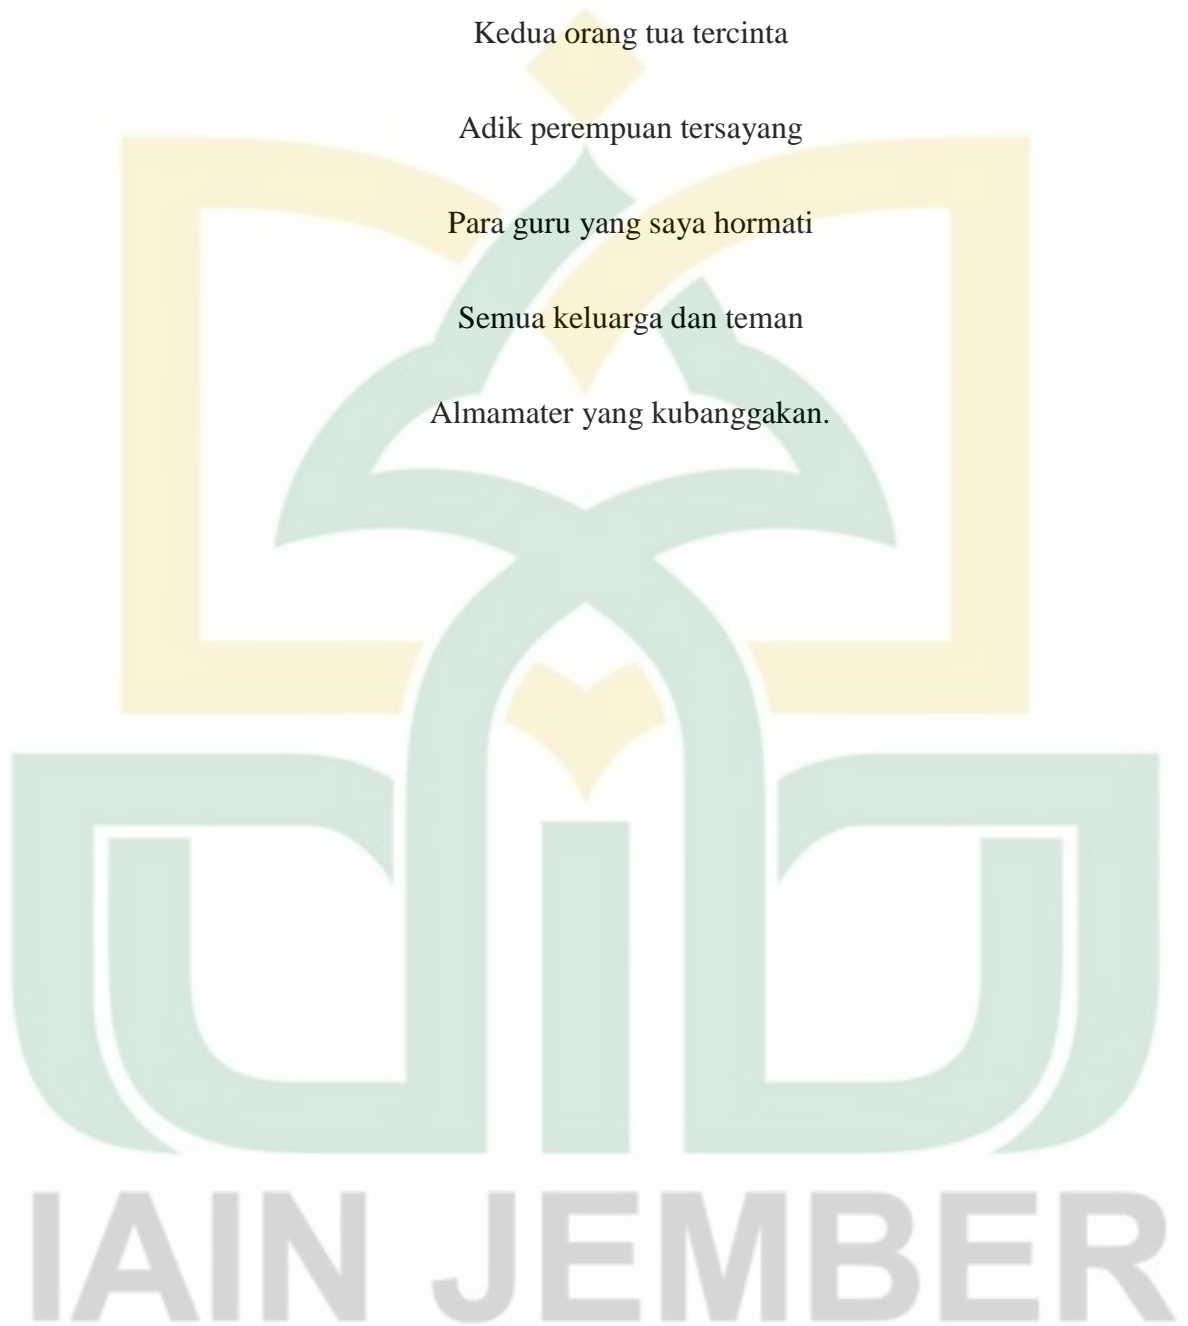 Kedua orang tua tercinta
Adik perempuan tersayang
Para guru yang saya hormati
Semua keluarga dan teman
Almamater yang kubanggakan.
IAIN JEMBER